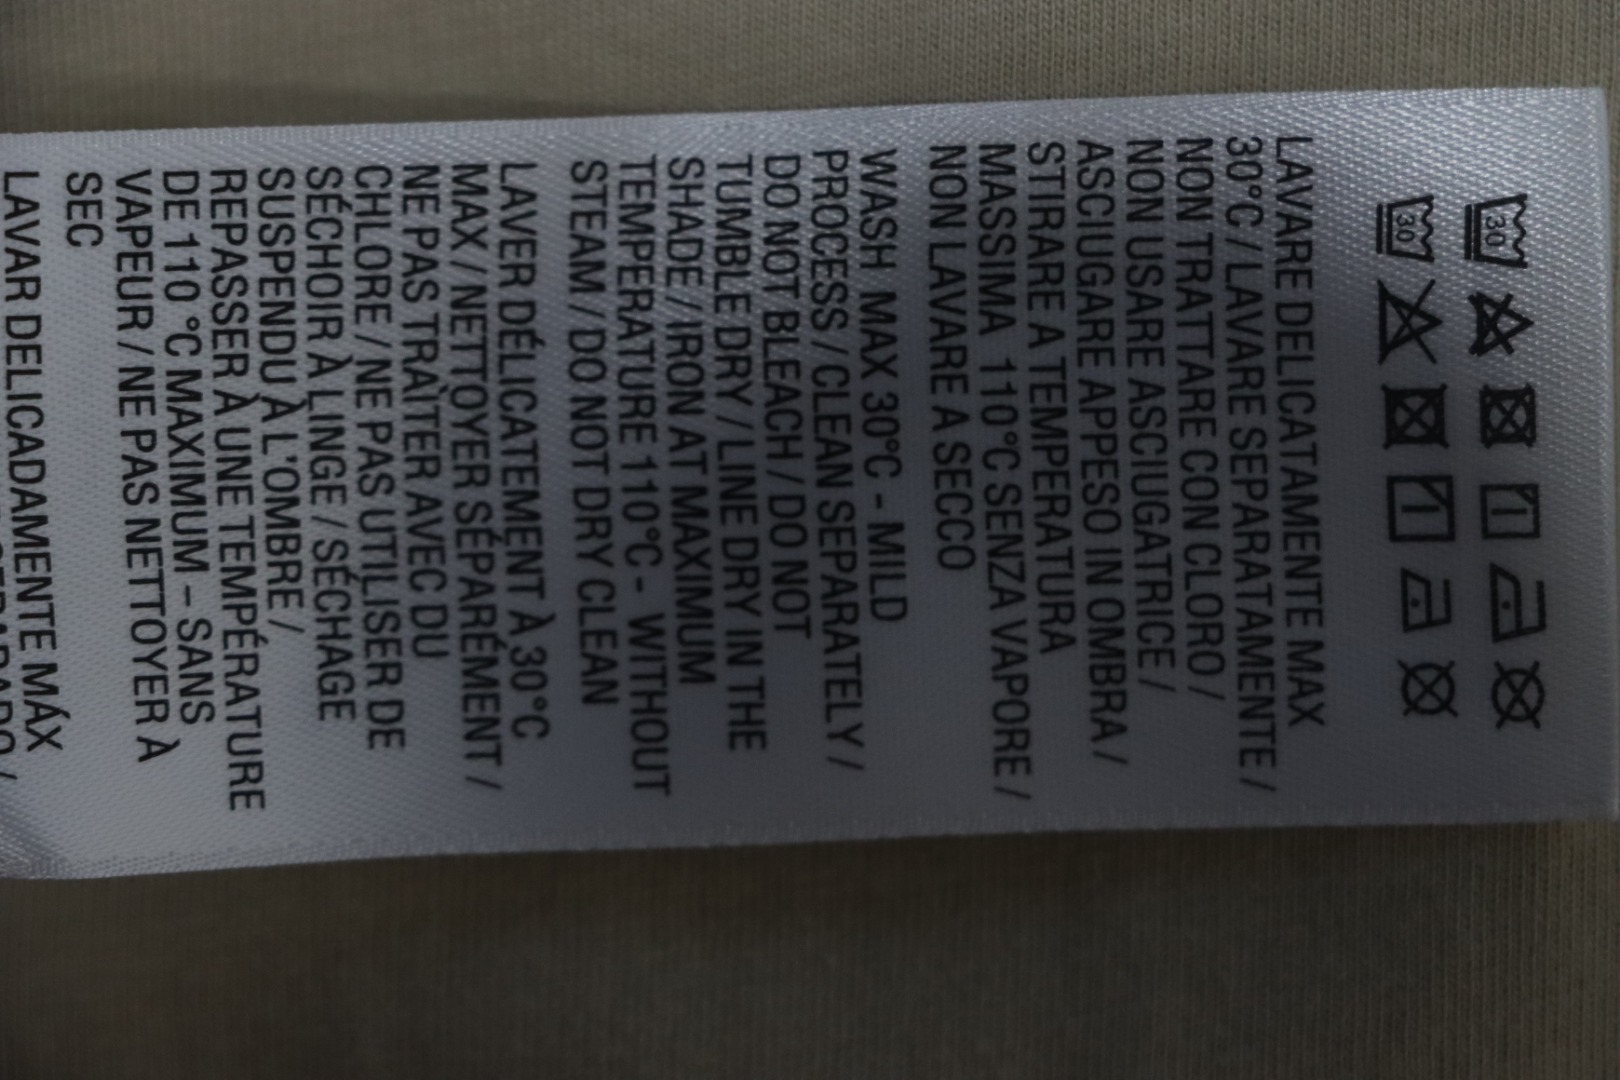 30
30
LAVARE DELICATAMENTE MAX
30°C / LAVARE SEPARATAMENTE /
NON TRATTARE CON CLORO /
NON USARE ASCIUGATRICE /
ASCIUGARE APPESO IN OMBRA /
STIRARE A TEMPERATURA
MASSIMA 110°C SENZA VAPORE /
NON LAVARE A SECCO
WASH MAX 30°C - MILD
PROCESS / CLEAN SEPARATELY /
DO NOT BLEACH / DO NOT
TUMBLE DRY / LINE DRY IN THE
SHADE / IRON AT MAXIMUM
TEMPERATURE 110°C - WITHOUT
STEAM / DO NOT DRY CLEAN
LAVER DÉLICATEMENT À 30°C
MAX / NETTOYER SÉPARÉMENT /
NE PAS TRAÎTER AVEC DU
CHLORE / NE PAS UTILISER DE
SÉCHOIR À LINGE / SÉCHAGE
SUSPENDU À L'OMBRE /
REPASSER À UNE TEMPÉRATURE
DE 110 °C MAXIMUM – SANS
VAPEUR / NE PAS NETTOYER À
SEC
LAVAR DELICADAMENTE MÁX